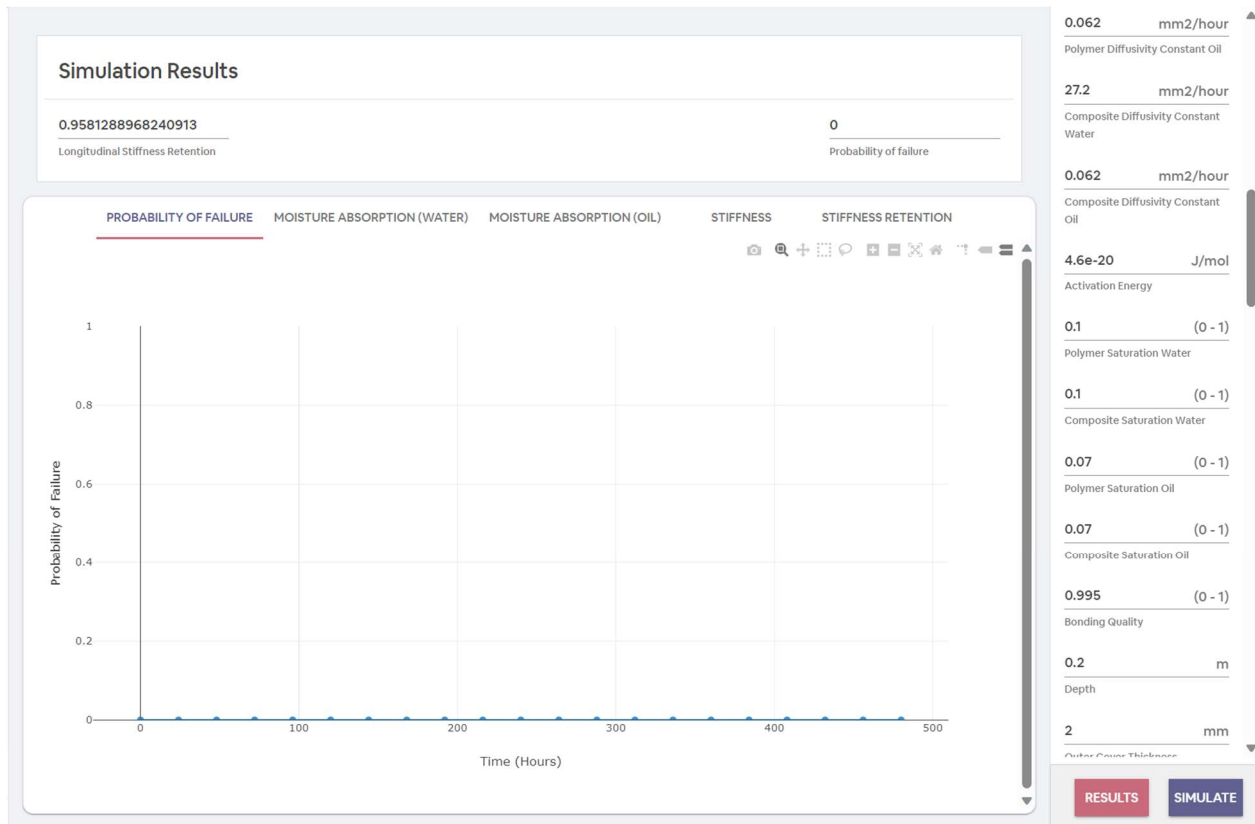 Simulation Results
0.9581288968240913
Longitudinal Stiffness Retention
0
Probability of failure
PROBABILITY OF FAILURE
MOISTURE ABSORPTION (WATER)
MOISTURE ABSORPTION (OIL)
STIFFNESS
STIFFNESS RETENTION
1
0.8
0.6
0.4
0.2
0
Probability of Failure
0
100
200
300
400
500
Time (Hours)
0.062 mm2/hour
Polymer Diffusivity Constant Oil
27.2 mm2/hour
Composite Diffusivity Constant
Water
0.062 mm2/hour
Composite Diffusivity Constant
Oil
4.6e-20 J/mol
Activation Energy
0.1 (0 - 1)
Polymer Saturation Water
0.1 (0 - 1)
Composite Saturation Water
0.07 (0 - 1)
Polymer Saturation Oil
0.07 (0 - 1)
Composite Saturation Oil
0.995 (0 - 1)
Bonding Quality
0.2 m
Depth
2 mm
Outer Cover Thickness
RESULTS
SIMULATE